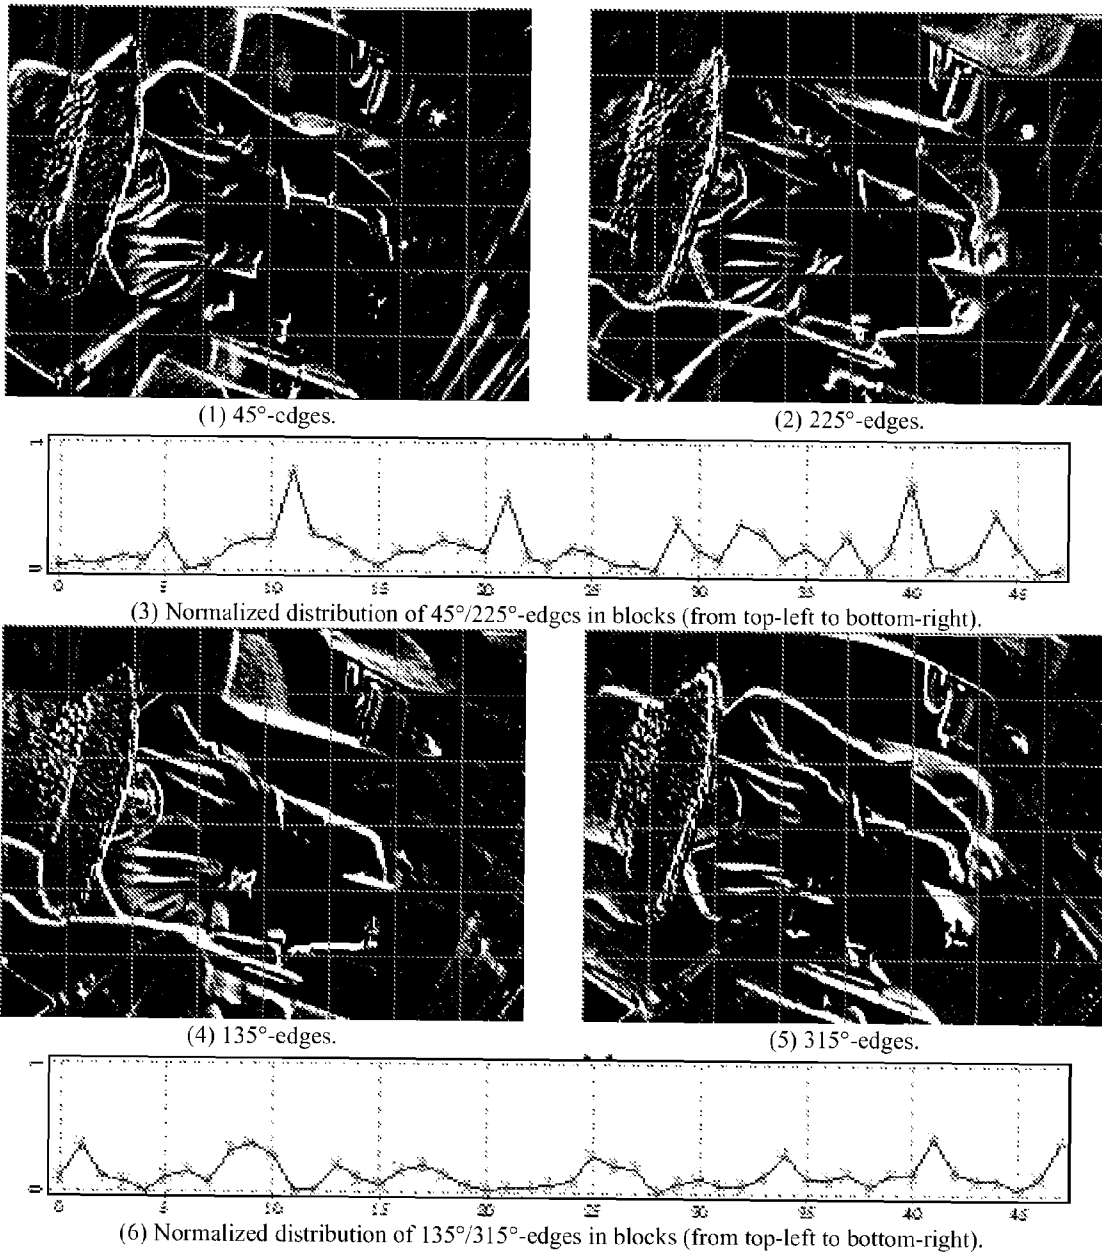 (1) 45°-edges.
(2) 225°-edges.
1
0
0 5 10 15 20 25 30 35 40 45
(3) Normalized distribution of 45°/225°-edges in blocks (from top-left to bottom-right).
(4) 135°-edges.
(5) 315°-edges.
1
0
0 5 10 15 20 25 30 35 40 45
(6) Normalized distribution of 135°/315°-edges in blocks (from top-left to bottom-right).